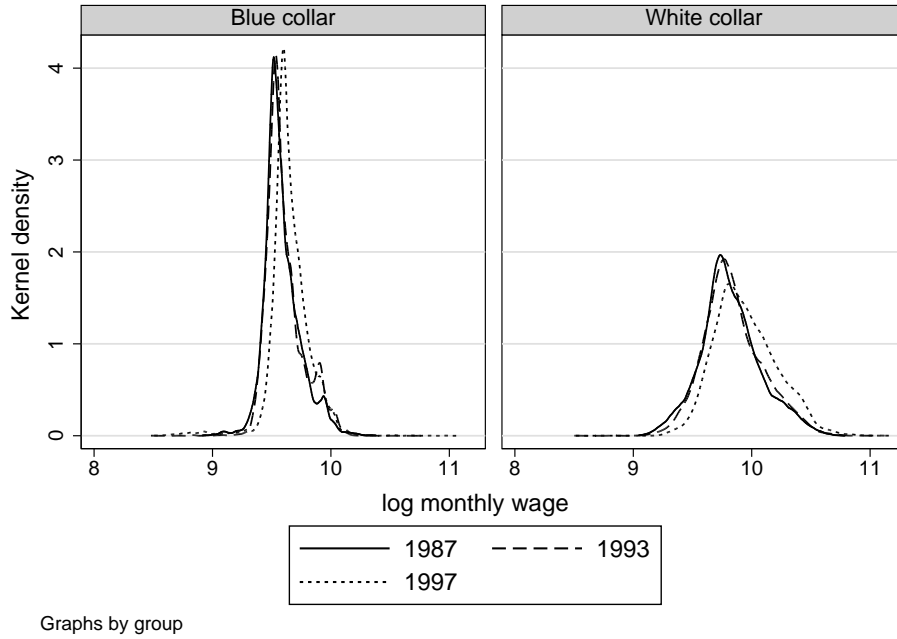 Blue collar
White collar
Kernel density
4
3
2
1
0
8 9 10 11
8 9 10 11
log monthly wage
1987 1993
1997
Graphs by group